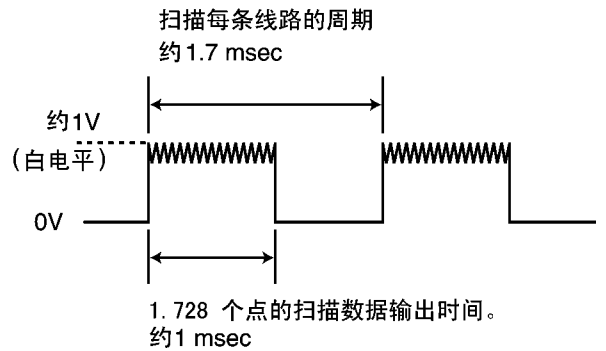 扫描每条线路的周期
约1.7 msec
约1V
(白电平)
0V
1.728 个点的扫描数据输出时间。
约1 msec